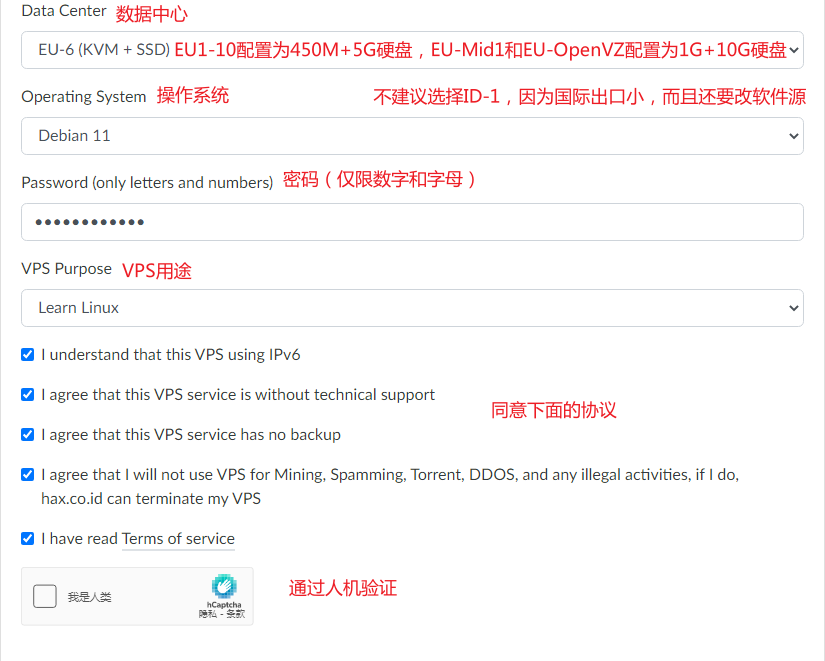 Data Center 数据中心
EU-6 (KVM + SSD) EU1-10配置为450M+5G硬盘，EU-Mid1和EU-OpenVZ配置为1G+10G硬盘
Operating System 操作系统 不建议选择ID-1，因为国际出口小，而且还要改软件源
Debian 11
Password (only letters and numbers) 密码（仅限数字和字母）
••••••••••••
VPS Purpose VPS用途
Learn Linux
I understand that this VPS using IPv6
I agree that this VPS service is without technical support
同意下面的协议
I agree that this VPS service has no backup
I agree that I will not use VPS for Mining, Spamming, Torrent, DDOS, and any illegal activities, if I do,
hax.co.id can terminate my VPS
I have read Terms of service
我是人类 通过人机验证
hCaptcha
隐私 - 条款